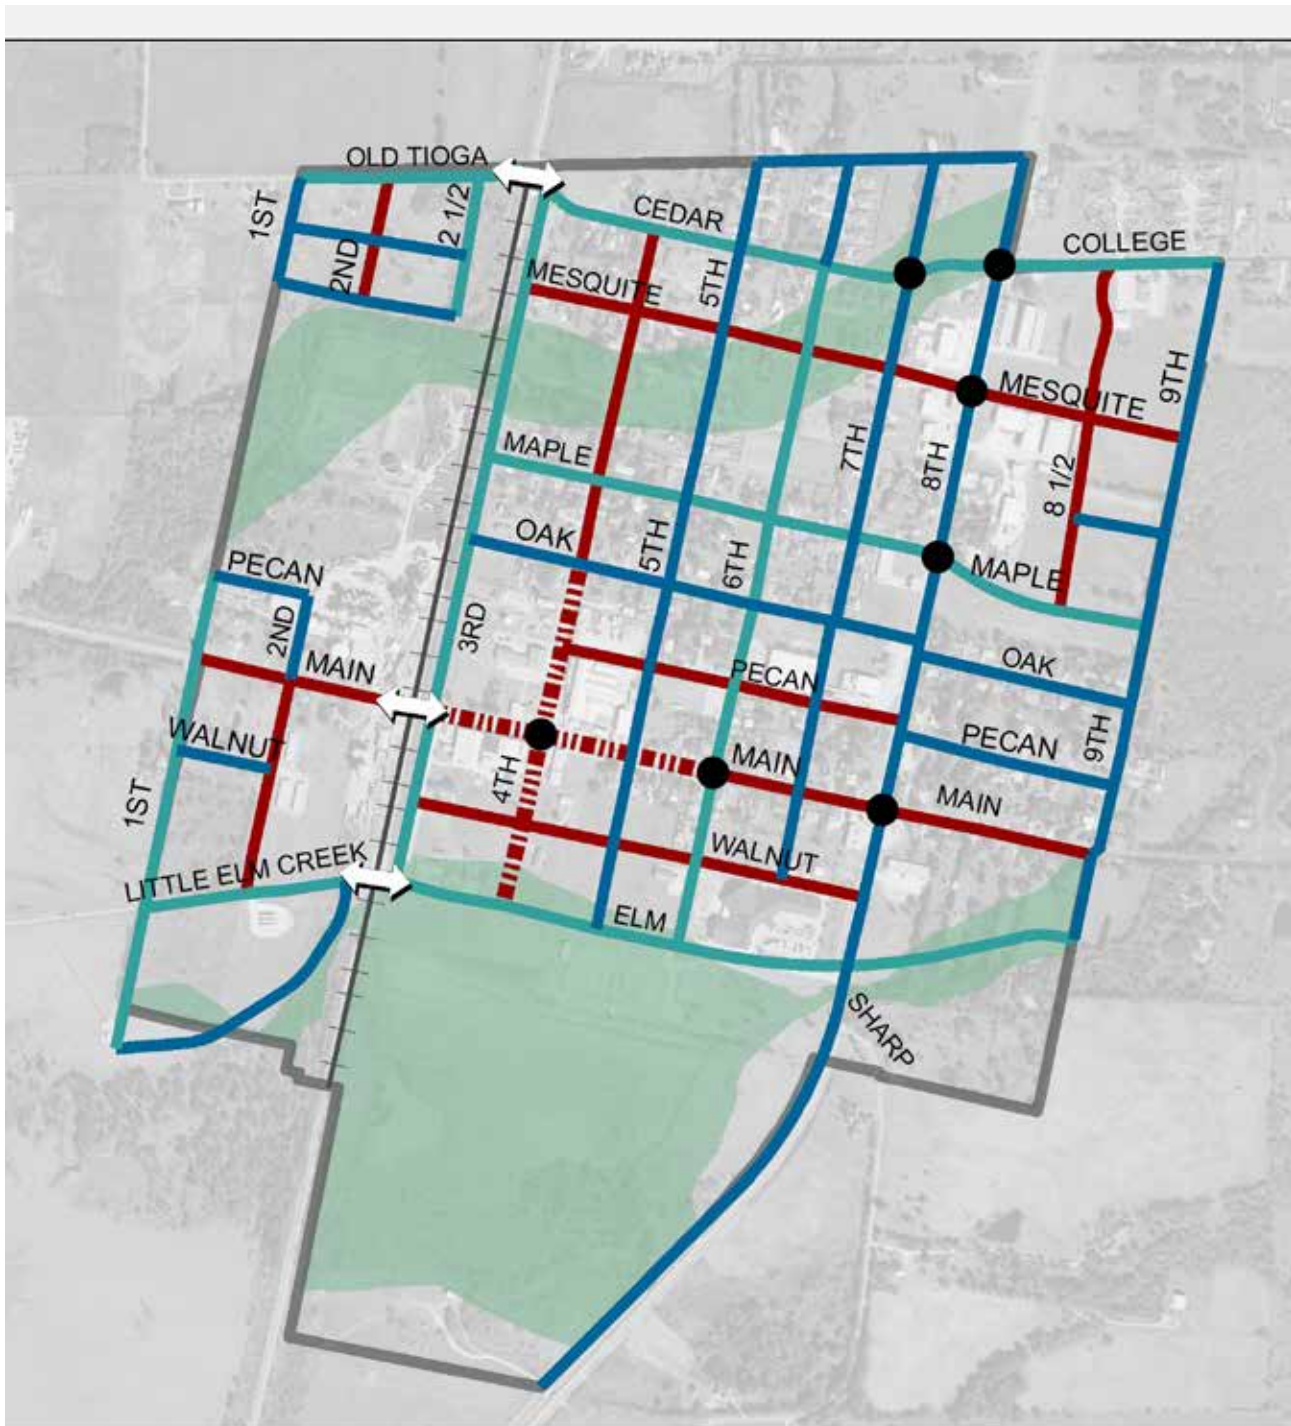 OLD TIOGA
1ST
2 1/2
2ND
CEDAR
COLLEGE
MESQUITE
5TH
9TH
MESQUITE
MAPLE
7TH
8TH
8 1/2
OAK
5TH
6TH
MAPLE
PECAN
2ND
3RD
MAIN
PECAN
OAK
WALNUT
4TH
MAIN
PECAN
9TH
1ST
MAIN
WALNUT
LITTLE ELM CREEK
ELM
SHARP